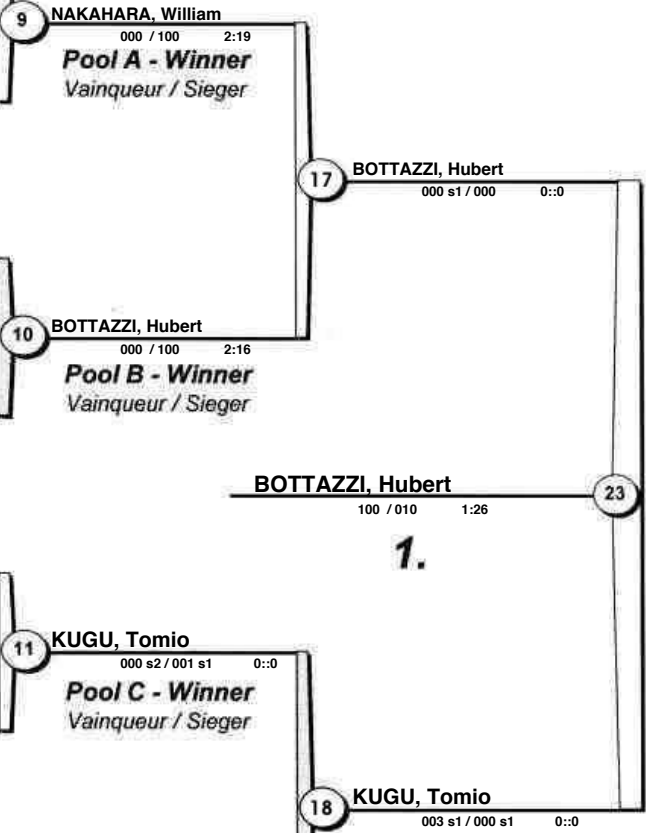 9 NAKAHARA, William
000 / 100 2:19
Pool A - Winner
Vainqueur / Sieger
17 BOTTAZZI, Hubert
000 s1 / 000 0::0
10 BOTTAZZI, Hubert
000 / 100 2:16
Pool B - Winner
Vainqueur / Sieger
BOTTAZZI, Hubert 23
100 / 010 1:26
1.
11 KUGU, Tomio
000 s2 / 001 s1 0::0
Pool C - Winner
Vainqueur / Sieger
18 KUGU, Tomio
003 s1 / 000 s1 0::0